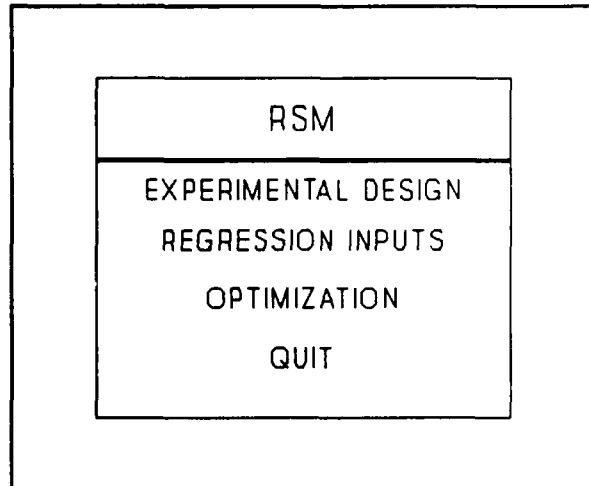 RSM
EXPERIMENTAL DESIGN
REGRESSION INPUTS
OPTIMIZATION
QUIT